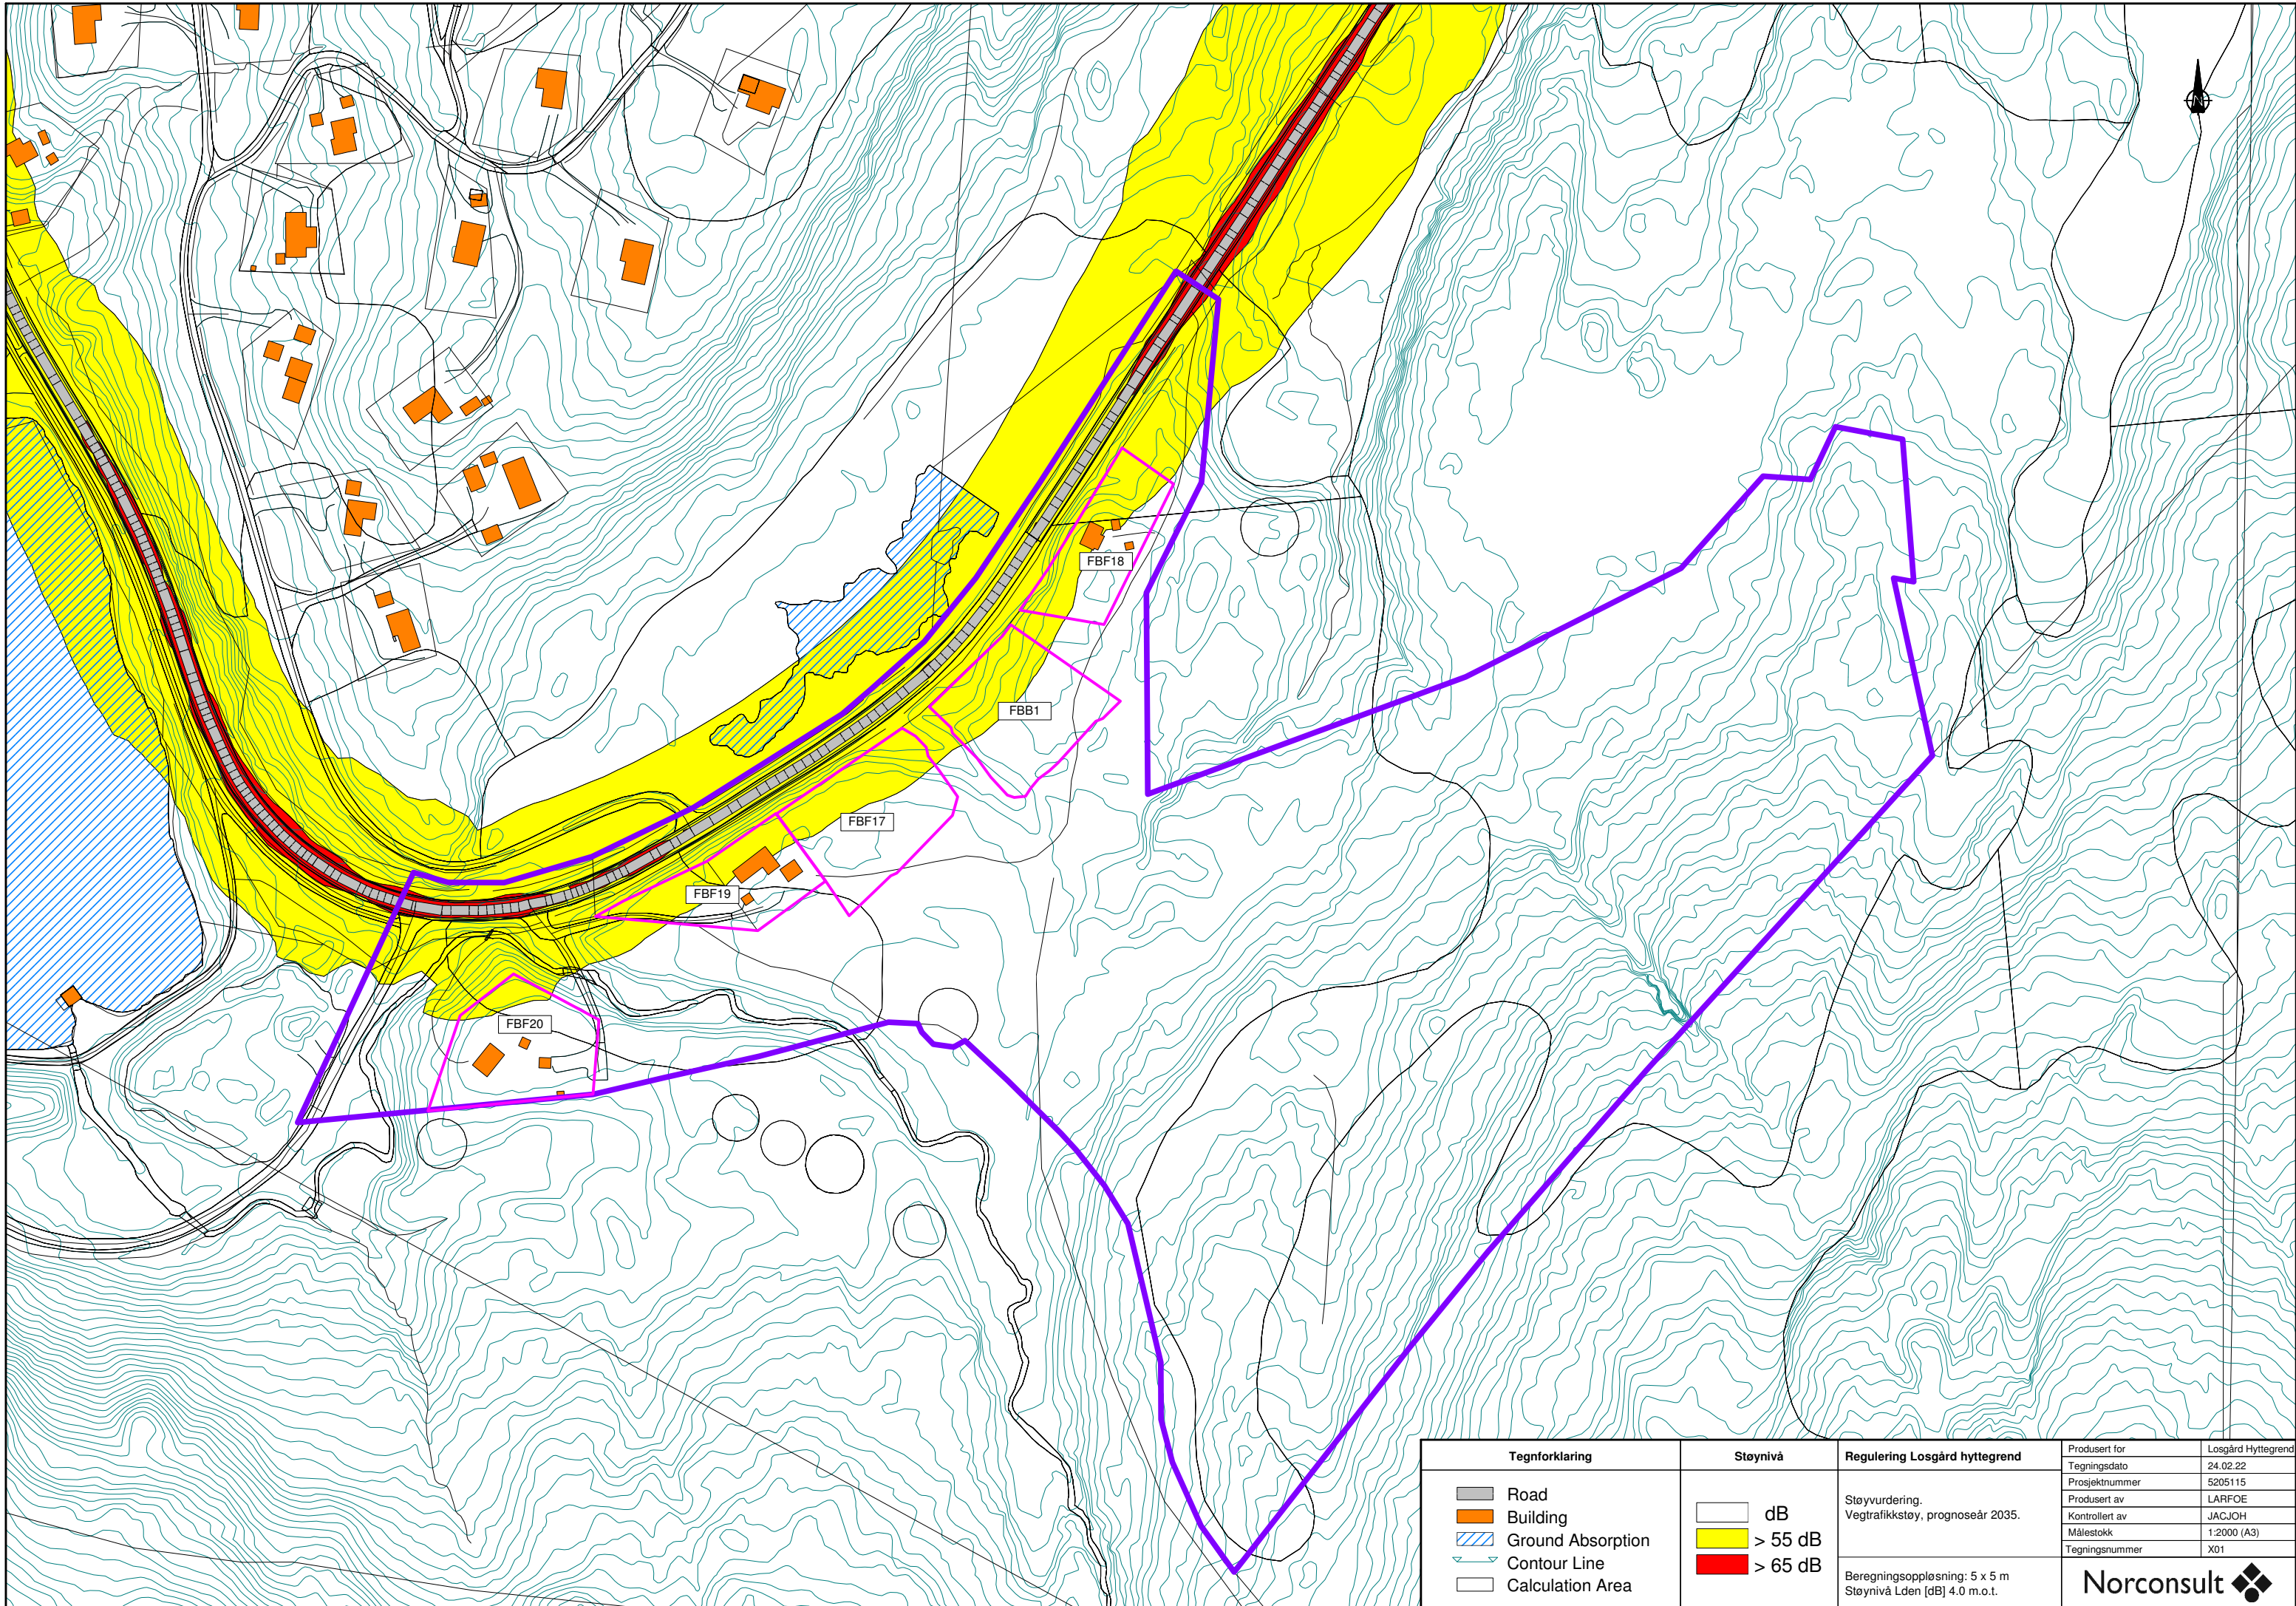 N
FBF18
FBB1
FBF17
FBF19
FBF20
Tegnforklaring
Road
Building
Ground Absorption
Contour Line
Calculation Area
Støynivå
dB
> 55 dB
> 65 dB
Regulering Losgård hyttegrend
Støyvurdering.
Vegtrafikkstøy, prognoseår 2035.
Beregningsoppløsning: 5 x 5 m
Støynivå Lden [dB] 4.0 m.o.t.
Produsert for Losgård Hyttegrend
Tegningsdato 24.02.22
Prosjektnummer 5205115
Produsert av LARFOE
Kontrollert av JACJOH
Målestokk 1:2000 (A3)
Tegningsnummer X01
Norconsult